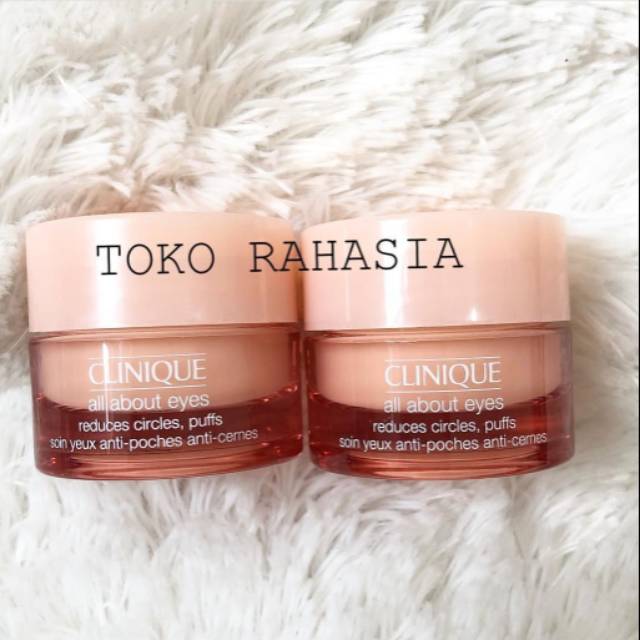 TOKO RAHASIA
CLINIQUE
all about eyes
reduces circles, puffs
soin yeux anti-poches anti-cernes
CLINIQUE
all about eyes
reduces circles, puffs
soin yeux anti-poches anti-cernes